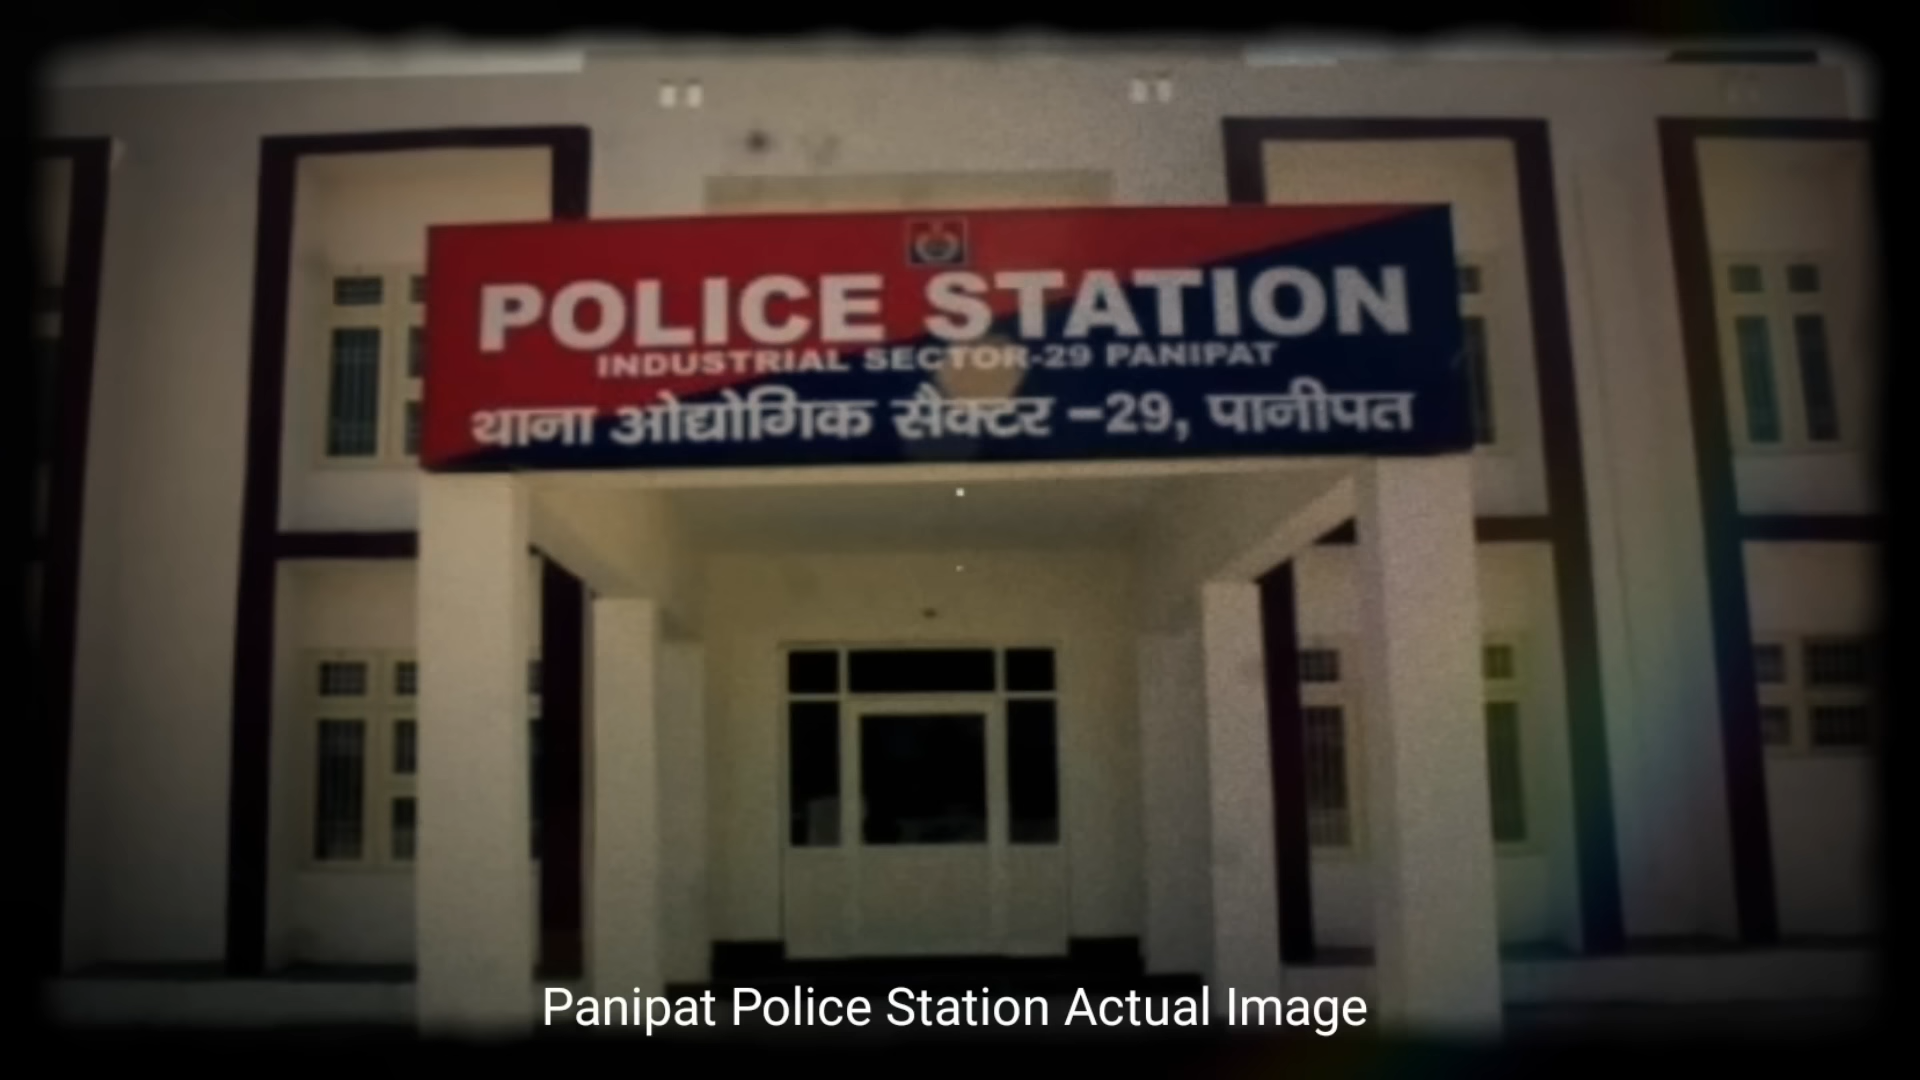 POLICE STATION
INDUSTRIAL SECTOR-29 PANIPAT
थाना ओद्योगिक सैक्टर -29, पानीपत
Panipat Police Station Actual Image